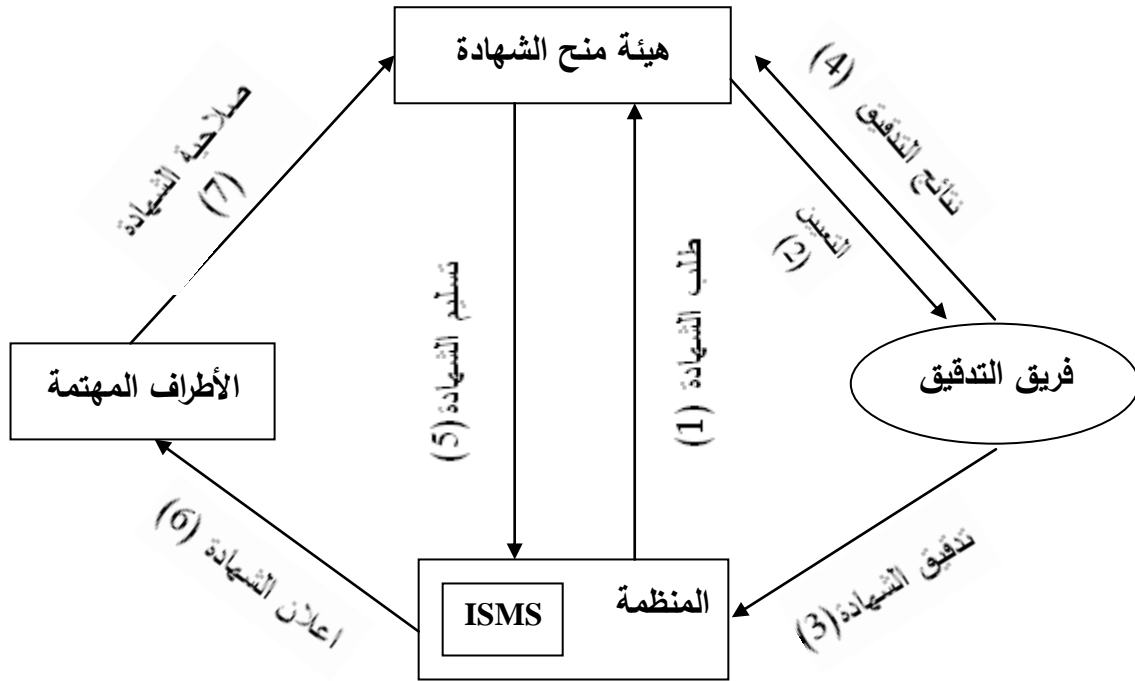 هيئة منح الشهادة
نتائج التدقيق (4)
صلاحية الشهادة
(7)
التعيين
(2)
تسليم الشهادة (5)
طلب الشهادة (1)
الأطراف المهتمة
فريق التدقيق
اعلان الشهادة (6)
تدقيق الشهادة(3)
المنظمة
ISMS